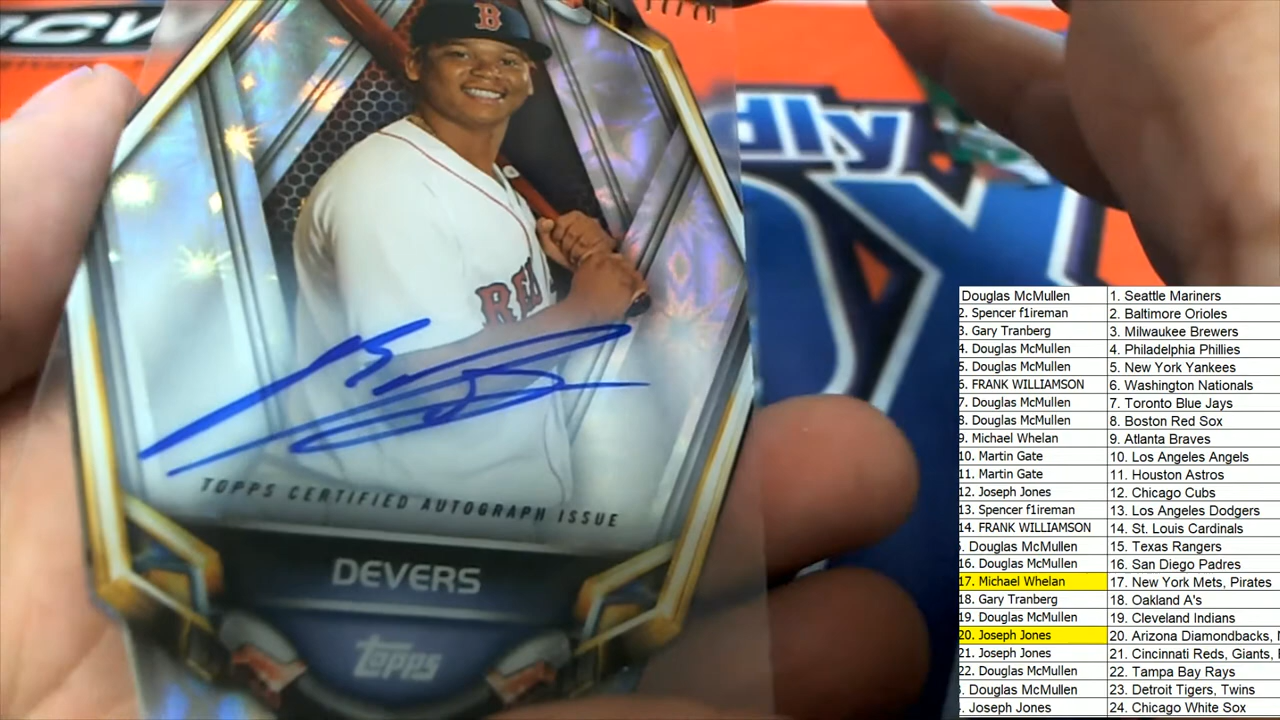 B
RED
TOPPS CERTIFIED AUTOGRAPH ISSUE
DEVERS
Topps
dly
Douglas McMullen 1. Seattle Mariners
2. Spencer f1ireman 2. Baltimore Orioles
3. Gary Tranberg 3. Milwaukee Brewers
4. Douglas McMullen 4. Philadelphia Phillies
5. Douglas McMullen 5. New York Yankees
6. FRANK WILLIAMSON 6. Washington Nationals
7. Douglas McMullen 7. Toronto Blue Jays
8. Douglas McMullen 8. Boston Red Sox
9. Michael Whelan 9. Atlanta Braves
10. Martin Gate 10. Los Angeles Angels
11. Martin Gate 11. Houston Astros
12. Joseph Jones 12. Chicago Cubs
13. Spencer f1ireman 13. Los Angeles Dodgers
14. FRANK WILLIAMSON 14. St. Louis Cardinals
. Douglas McMullen 15. Texas Rangers
16. Douglas McMullen 16. San Diego Padres
17. Michael Whelan 17. New York Mets, Pirates
18. Gary Tranberg 18. Oakland A's
19. Douglas McMullen 19. Cleveland Indians
20. Joseph Jones 20. Arizona Diamondbacks,
21. Joseph Jones 21. Cincinnati Reds, Giants,
22. Douglas McMullen 22. Tampa Bay Rays
. Douglas McMullen 23. Detroit Tigers, Twins
. Joseph Jones 24. Chicago White Sox